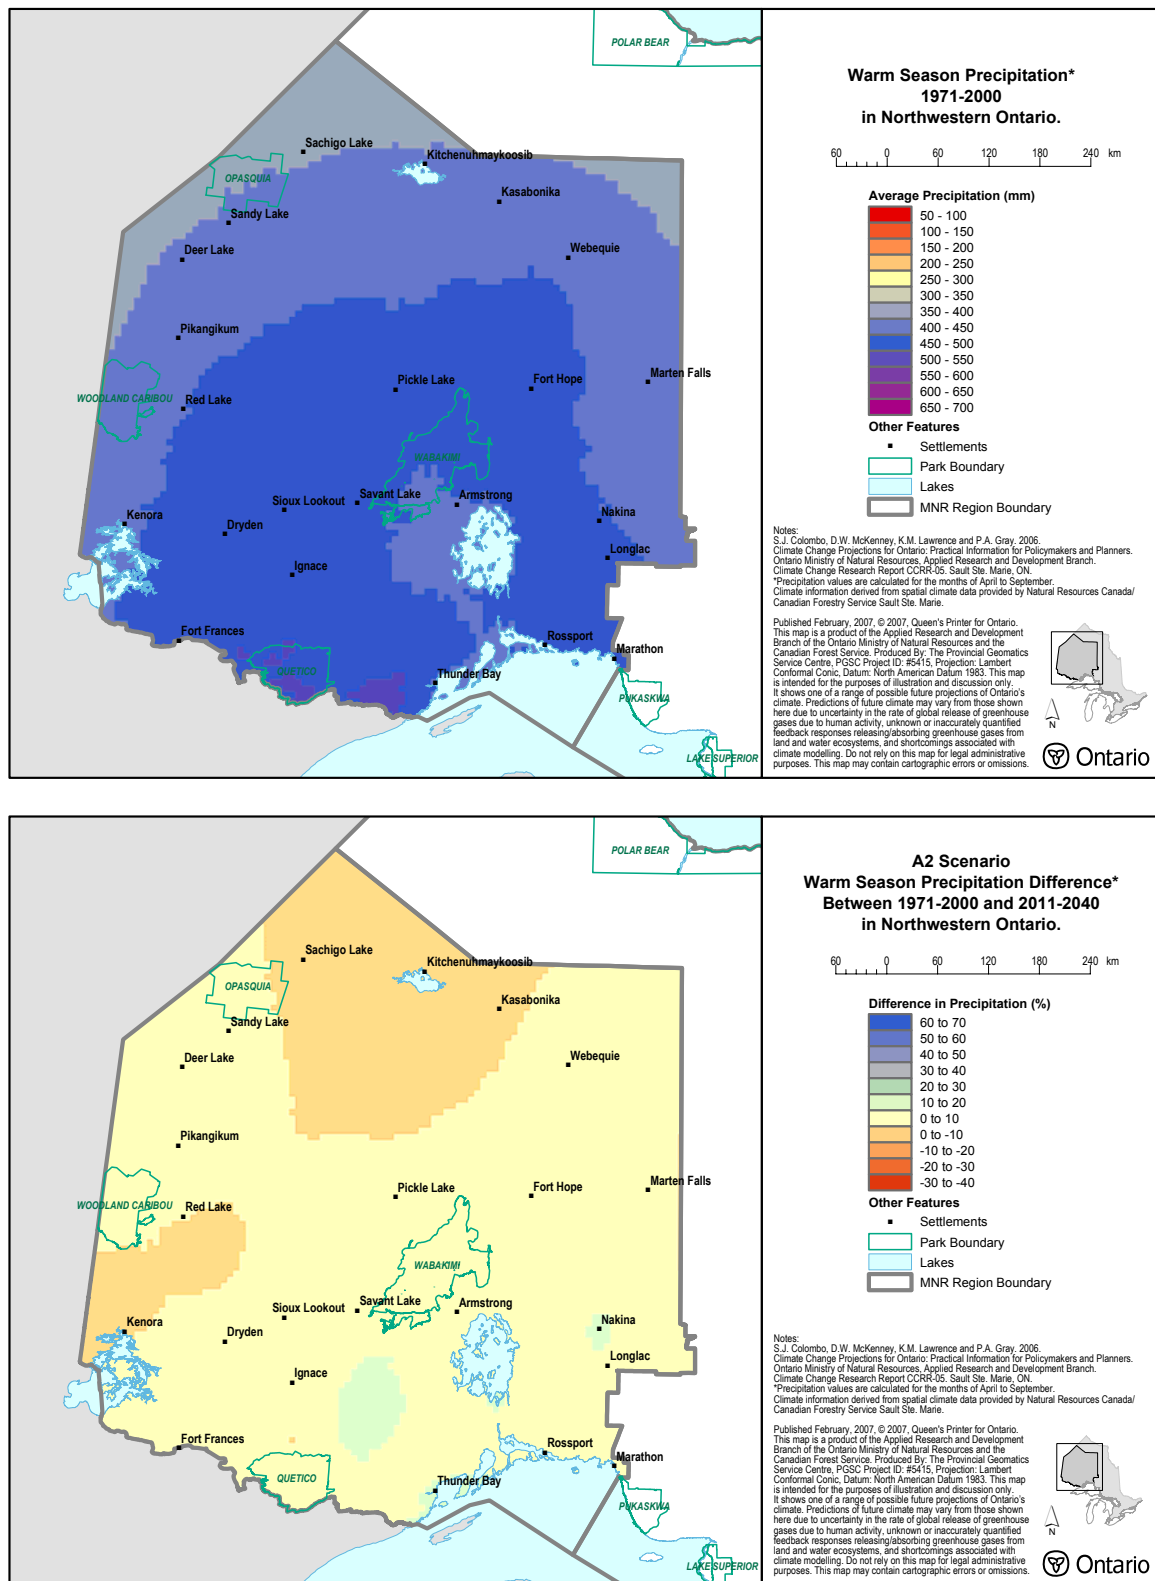 POLAR BEAR
Sachigo Lake
Kitchenuhmaykoosib
OPASQUIA
Kasabonika
Sandy Lake
Deer Lake
Webequie
Pikangikum
Pickle Lake
Fort Hope
Marten Falls
WOODLAND CARIBOU
Red Lake
WABAKIMI
Sioux Lookout
Savant Lake
Armstrong
Kenora
Dryden
Nakina
Longlac
Ignace
Fort Frances
Rossport
Marathon
QUETICO
Thunder Bay
PUKASKWA
LAKE SUPERIOR
Warm Season Precipitation*
1971-2000
in Northwestern Ontario.
60 0 60 120 180 240 km
Average Precipitation (mm)
50 - 100
100 - 150
150 - 200
200 - 250
250 - 300
300 - 350
350 - 400
400 - 450
450 - 500
500 - 550
550 - 600
600 - 650
650 - 700
Other Features
Settlements
Park Boundary
Lakes
MNR Region Boundary
Notes:
S.J. Colombo, D.W. McKenney, K.M. Lawrence and P.A. Gray. 2006.
Climate Change Projections for Ontario: Practical Information for Policymakers and Planners.
Ontario Ministry of Natural Resources, Applied Research and Development Branch.
Climate Change Research Report CCRR-05. Sault Ste. Marie, ON.
*Precipitation values are calculated for the months of April to September.
Climate information derived from spatial climate data provided by Natural Resources Canada/
Canadian Forestry Service Sault Ste. Marie.
Published February, 2007, © 2007, Queen's Printer for Ontario.
This map is a product of the Applied Research and Development
Branch of the Ontario Ministry of Natural Resources and the
Canadian Forest Service. Produced By: The Provincial Geomatics
Service Centre, PGSC Project ID: #5415, Projection: Lambert
Conformal Conic, Datum: North American Datum 1983. This map
is intended for the purposes of illustration and discussion only.
It shows one of a range of possible future projections of Ontario's
climate. Predictions of future climate may vary from those shown
here due to uncertainty in the rate of global release of greenhouse
gases due to human activity, unknown or inaccurately quantified
feedback responses releasing/absorbing greenhouse gases from
land and water ecosystems, and shortcomings associated with
climate modelling. Do not rely on this map for legal administrative
purposes. This map may contain cartographic errors or omissions.
N
Ontario
POLAR BEAR
Sachigo Lake
Kitchenuhmaykoosib
OPASQUIA
Kasabonika
Sandy Lake
Deer Lake
Webequie
Pikangikum
Pickle Lake
Fort Hope
Marten Falls
WOODLAND CARIBOU
Red Lake
WABAKIMI
Sioux Lookout
Savant Lake
Armstrong
Kenora
Dryden
Nakina
Longlac
Ignace
Fort Frances
Rossport
Marathon
QUETICO
Thunder Bay
PUKASKWA
LAKE SUPERIOR
A2 Scenario
Warm Season Precipitation Difference*
Between 1971-2000 and 2011-2040
in Northwestern Ontario.
60 0 60 120 180 240 km
Difference in Precipitation (%)
60 to 70
50 to 60
40 to 50
30 to 40
20 to 30
10 to 20
0 to 10
0 to -10
-10 to -20
-20 to -30
-30 to -40
Other Features
Settlements
Park Boundary
Lakes
MNR Region Boundary
Notes:
S.J. Colombo, D.W. McKenney, K.M. Lawrence and P.A. Gray. 2006.
Climate Change Projections for Ontario: Practical Information for Policymakers and Planners.
Ontario Ministry of Natural Resources, Applied Research and Development Branch.
Climate Change Research Report CCRR-05. Sault Ste. Marie, ON.
*Precipitation values are calculated for the months of April to September.
Climate information derived from spatial climate data provided by Natural Resources Canada/
Canadian Forestry Service Sault Ste. Marie.
Published February, 2007, © 2007, Queen's Printer for Ontario.
This map is a product of the Applied Research and Development
Branch of the Ontario Ministry of Natural Resources and the
Canadian Forest Service. Produced By: The Provincial Geomatics
Service Centre, PGSC Project ID: #5415, Projection: Lambert
Conformal Conic, Datum: North American Datum 1983. This map
is intended for the purposes of illustration and discussion only.
It shows one of a range of possible future projections of Ontario's
climate. Predictions of future climate may vary from those shown
here due to uncertainty in the rate of global release of greenhouse
gases due to human activity, unknown or inaccurately quantified
feedback responses releasing/absorbing greenhouse gases from
land and water ecosystems, and shortcomings associated with
climate modelling. Do not rely on this map for legal administrative
purposes. This map may contain cartographic errors or omissions.
N
Ontario